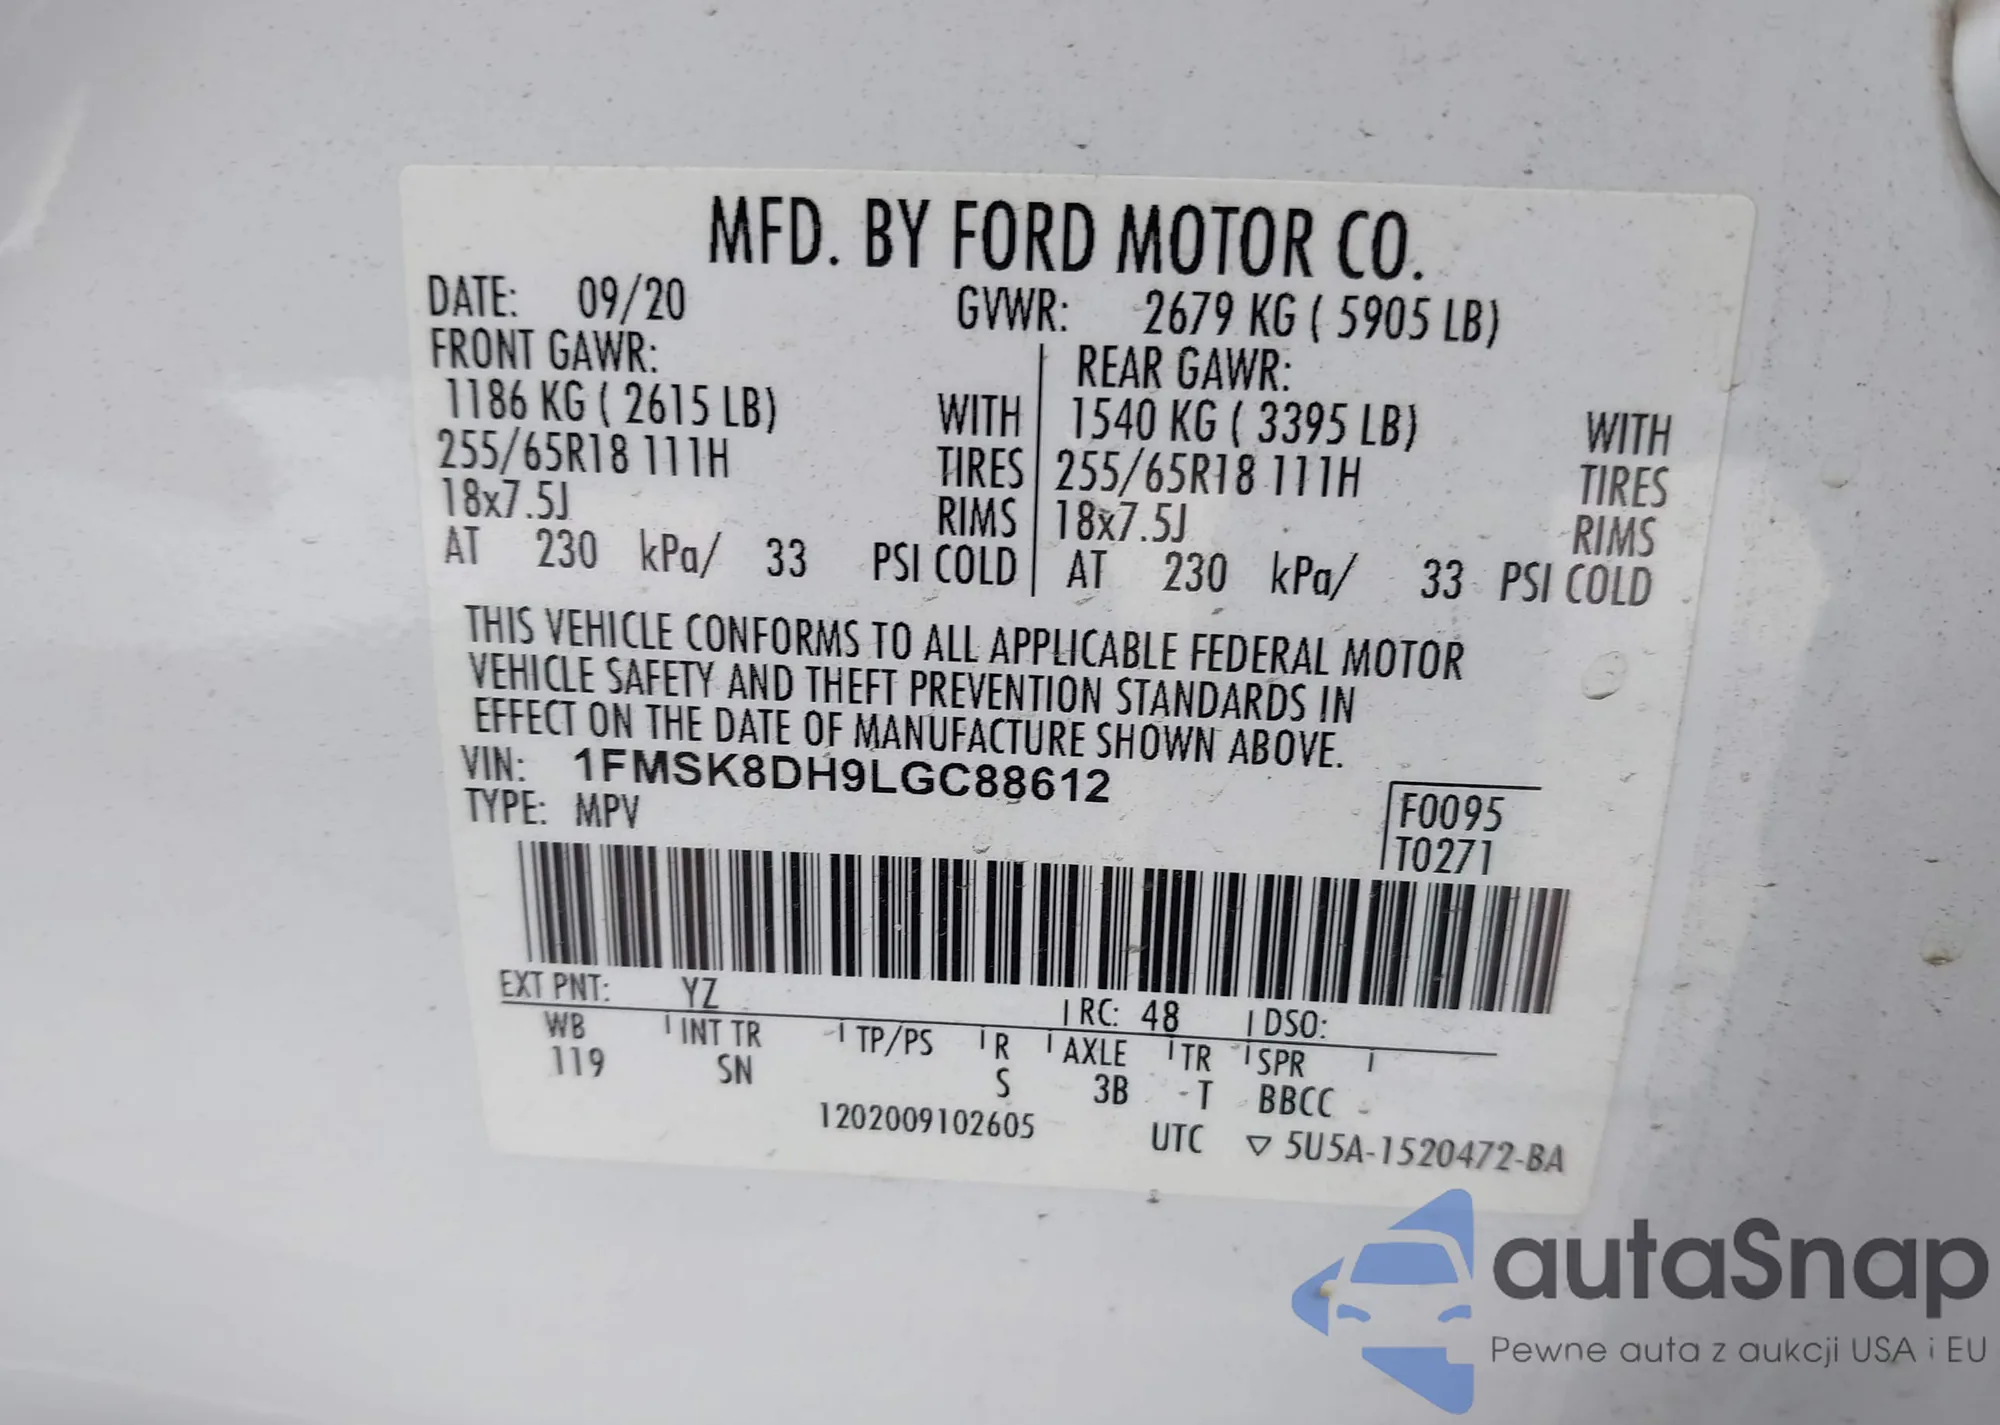 MFD. BY FORD MOTOR CO.
DATE: 09/20 GVWR: 2679 KG ( 5905 LB)
FRONT GAWR: REAR GAWR:
1186 KG ( 2615 LB) WITH 1540 KG ( 3395 LB) WITH
255/65R18 111H TIRES 255/65R18 111H TIRES
18x7.5J RIMS 18x7.5J RIMS
AT 230 kPa/ 33 PSI COLD AT 230 kPa/ 33 PSI COLD
THIS VEHICLE CONFORMS TO ALL APPLICABLE FEDERAL MOTOR
VEHICLE SAFETY AND THEFT PREVENTION STANDARDS IN
EFFECT ON THE DATE OF MANUFACTURE SHOWN ABOVE.
VIN: 1FMSK8DH9LGC88612
TYPE: MPV
F0095
T0271
EXT PNT: YZ RC: 48 DSO:
WB INT TR TP/PS R AXLE TR SPR
119 SN S 3B T BBCC
1202009102605 UTC ▽ 5U5A-1520472-BA
autaSnap
Pewne auta z aukcji USA i EU